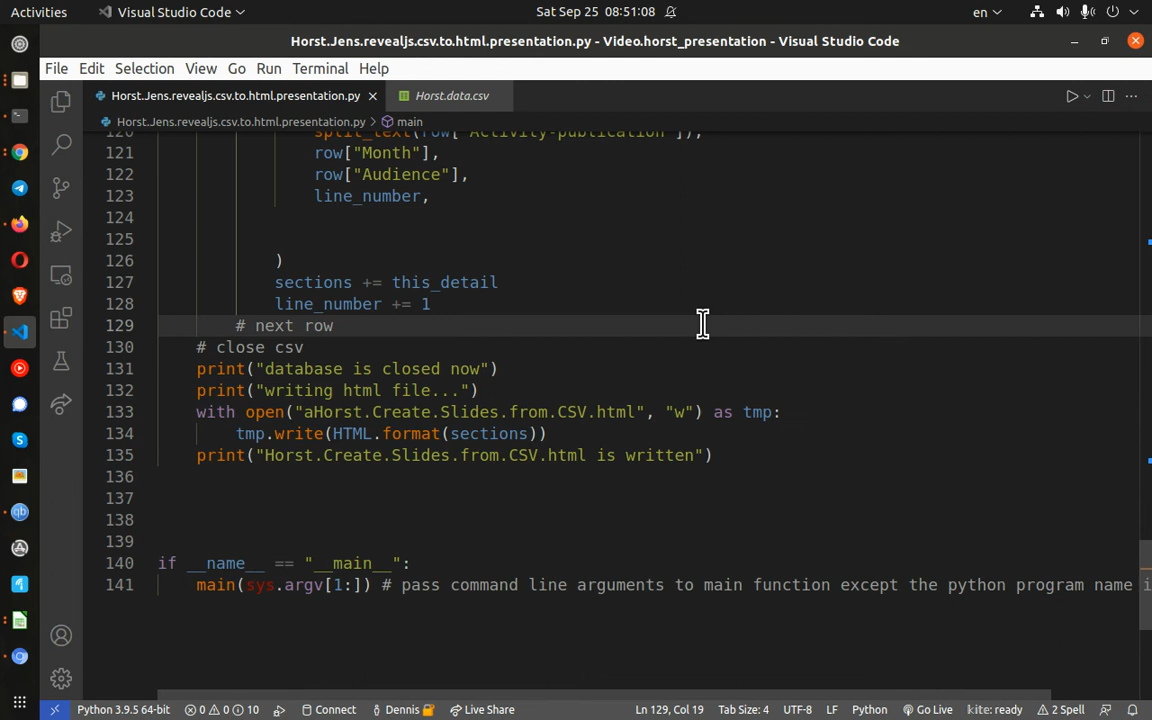 Activities
Visual Studio Code
Sat Sep 25 08:51:08
en
Horst.Jens.revealjs.csv.to.html.presentation.py - Video.horst_presentation - Visual Studio Code
File Edit Selection View Go Run Terminal Help
Horst.Jens.revealjs.csv.to.html.presentation.py
Horst.data.csv
Horst.Jens.revealjs.csv.to.html.presentation.py > main
120 split_text(row["Activity-publication"]),
121 row["Month"],
122 row["Audience"],
123 line_number,
124
125
126 )
127 sections += this_detail
128 line_number += 1
129 # next row
130 # close csv
131 print("database is closed now")
132 print("writing html file...")
133 with open("aHorst.Create.Slides.from.CSV.html", "w") as tmp:
134 tmp.write(HTML.format(sections))
135 print("Horst.Create.Slides.from.CSV.html is written")
136
137
138
139
140 if __name__ == "__main__":
141 main(sys.argv[1:]) # pass command line arguments to main function except the python program name i
Python 3.9.5 64-bit 0 0 10 Connect Dennis Live Share Ln 129, Col 19 Tab Size: 4 UTF-8 LF Python Go Live kite: ready 2 Spell